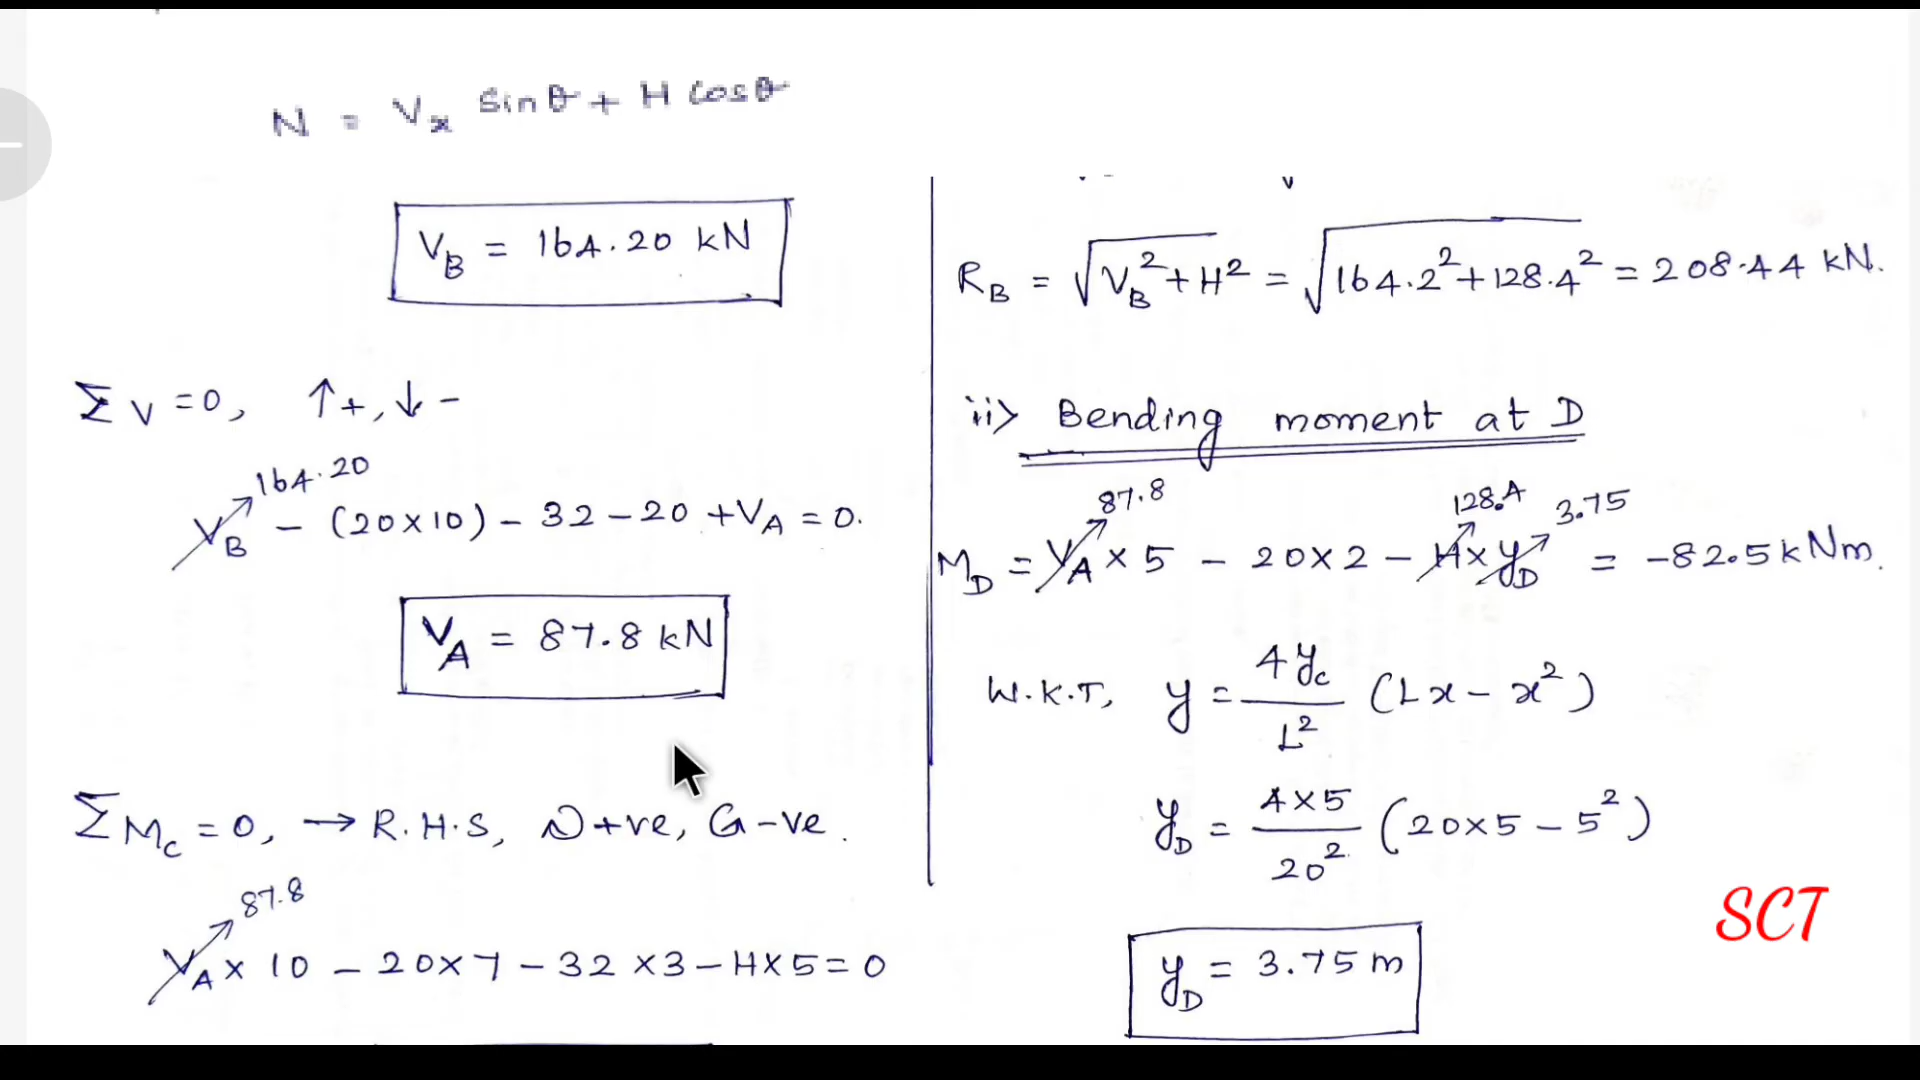 N = Vx sinθ + H cosθ
VB = 164.20 kN
ΣV = 0, ↑+, ↓-
164.20
VB - (20×10) - 32 - 20 + VA = 0.
VA = 87.8 kN
ΣMc = 0, → R.H.S, ↻ +ve, ↺ -ve.
87.8
VA × 10 - 20×7 - 32×3 - H×5 = 0
RB = √VB² + H² = √164.2² + 128.4² = 208.44 kN.
ii) Bending moment at D
87.8 128.4 3.75
MD = VA × 5 - 20×2 - H×yD = -82.5 kNm.
W.K.T, y = 4yc / L² (Lx - x²)
yD = 4×5 / 20² (20×5 - 5²)
yD = 3.75 m
SCT